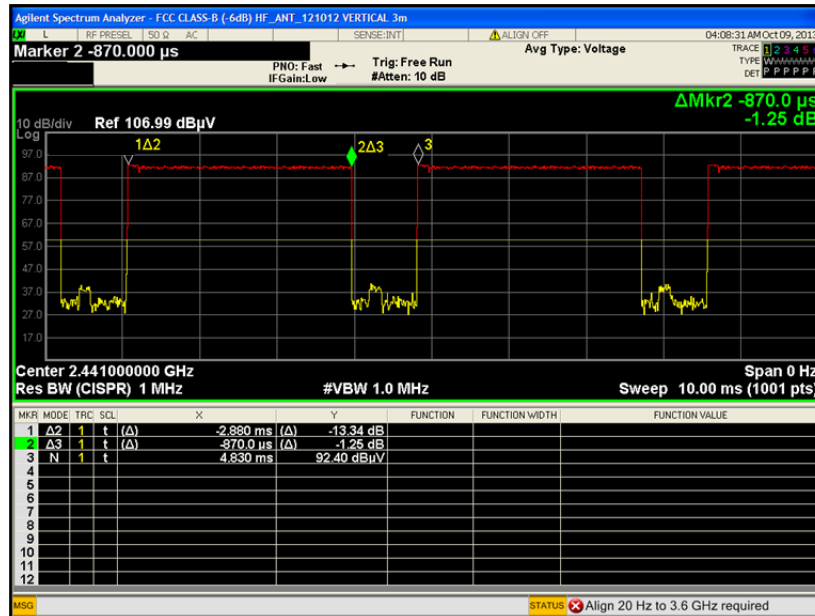 Agilent Spectrum Analyzer - FCC CLASS-B (-6dB) HF_ANT_121012 VERTICAL 3m
LXI L RF PRESEL 50 Ω AC SENSE:INT ALIGN OFF 04:08:31 AM Oct 09, 2013
Marker 2 -870.000 µs
PNO: Fast
IFGain:Low
Trig: Free Run
#Atten: 10 dB
Avg Type: Voltage
TRACE 1 2 3 4 5
TYPE W
DET P P P P P
ΔMkr2 -870.0 µs
-1.25 dB
10 dB/div Ref 106.99 dBµV
Log
1Δ2 2Δ3 3
97.0
87.0
77.0
67.0
57.0
47.0
37.0
27.0
17.0
Center 2.441000000 GHz Span 0 Hz
Res BW (CISPR) 1 MHz #VBW 1.0 MHz Sweep 10.00 ms (1001 pts)
MKR MODE TRC SCL X Y FUNCTION FUNCTION WIDTH FUNCTION VALUE
1 Δ2 1 t (Δ) -2.880 ms (Δ) -13.34 dB
2 Δ3 1 t (Δ) -870.0 µs (Δ) -1.25 dB
3 N 1 t 4.830 ms 92.40 dBµV
4
5
6
7
8
9
10
11
12
MSG STATUS Align 20 Hz to 3.6 GHz required